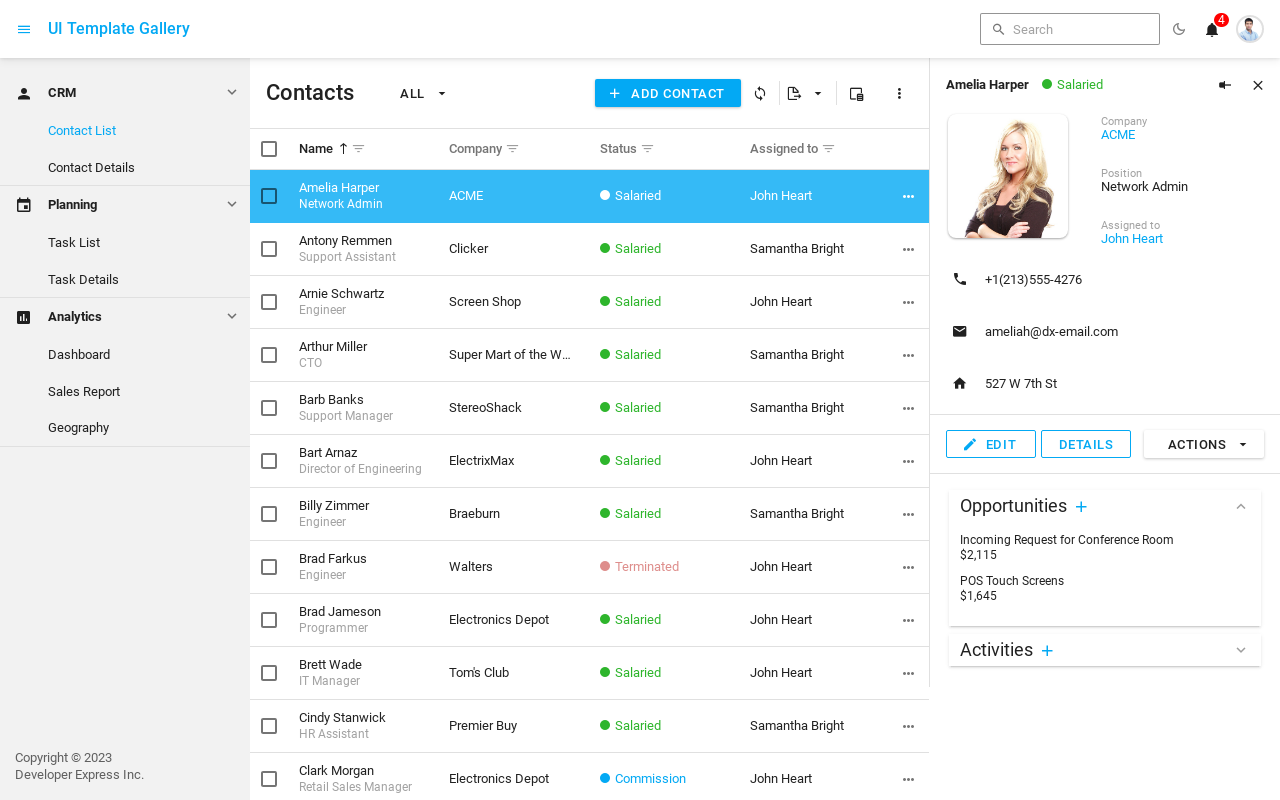 UI Template Gallery
Search
4
CRM
Contact List
Contact Details
Planning
Task List
Task Details
Analytics
Dashboard
Sales Report
Geography
Copyright © 2023
Developer Express Inc.
Contacts
ALL
ADD CONTACT
Name Company Status Assigned to
Amelia Harper
Network Admin
ACME Salaried John Heart
Antony Remmen
Support Assistant
Clicker Salaried Samantha Bright
Arnie Schwartz
Engineer
Screen Shop Salaried John Heart
Arthur Miller
CTO
Super Mart of the W... Salaried Samantha Bright
Barb Banks
Support Manager
StereoShack Salaried Samantha Bright
Bart Arnaz
Director of Engineering
ElectrixMax Salaried John Heart
Billy Zimmer
Engineer
Braeburn Salaried Samantha Bright
Brad Farkus
Engineer
Walters Terminated John Heart
Brad Jameson
Programmer
Electronics Depot Salaried John Heart
Brett Wade
IT Manager
Tom's Club Salaried John Heart
Cindy Stanwick
HR Assistant
Premier Buy Salaried Samantha Bright
Clark Morgan
Retail Sales Manager
Electronics Depot Commission John Heart
Amelia Harper Salaried
Company
ACME
Position
Network Admin
Assigned to
John Heart
+1(213)555-4276
ameliah@dx-email.com
527 W 7th St
EDIT DETAILS ACTIONS
Opportunities
Incoming Request for Conference Room
$2,115
POS Touch Screens
$1,645
Activities